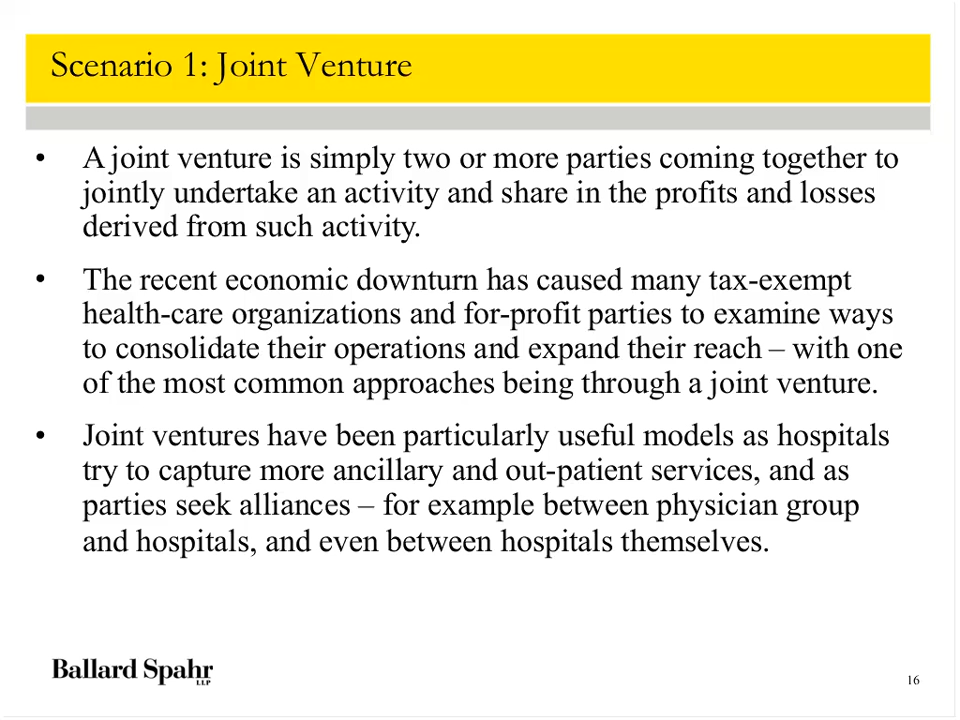 Scenario 1: Joint Venture
• A joint venture is simply two or more parties coming together to
jointly undertake an activity and share in the profits and losses
derived from such activity.
• The recent economic downturn has caused many tax-exempt
health-care organizations and for-profit parties to examine ways
to consolidate their operations and expand their reach – with one
of the most common approaches being through a joint venture.
• Joint ventures have been particularly useful models as hospitals
try to capture more ancillary and out-patient services, and as
parties seek alliances – for example between physician group
and hospitals, and even between hospitals themselves.
Ballard Spahr
LLP
16